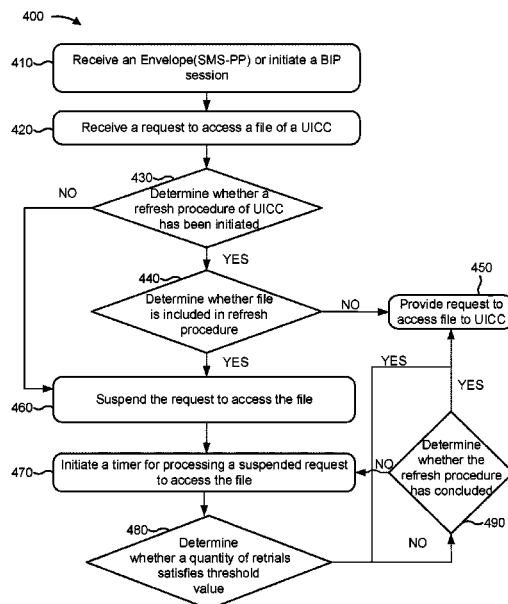 400
410
Receive an Envelope(SMS-PP) or initiate a BIP
session
420
Receive a request to access a file of a UICC
430
NO
Determine whether a
refresh procedure of UICC
has been initiated
YES
440
450
Determine whether file
is included in refresh
procedure
NO
Provide request to
access file to UICC
YES
YES
YES
460
Suspend the request to access the file
470
Initiate a timer for processing a suspended request
to access the file
NO
Determine
whether the
refresh procedure
has concluded
480
490
Determine
whether a quantity of retrials
satisfies threshold
value
NO